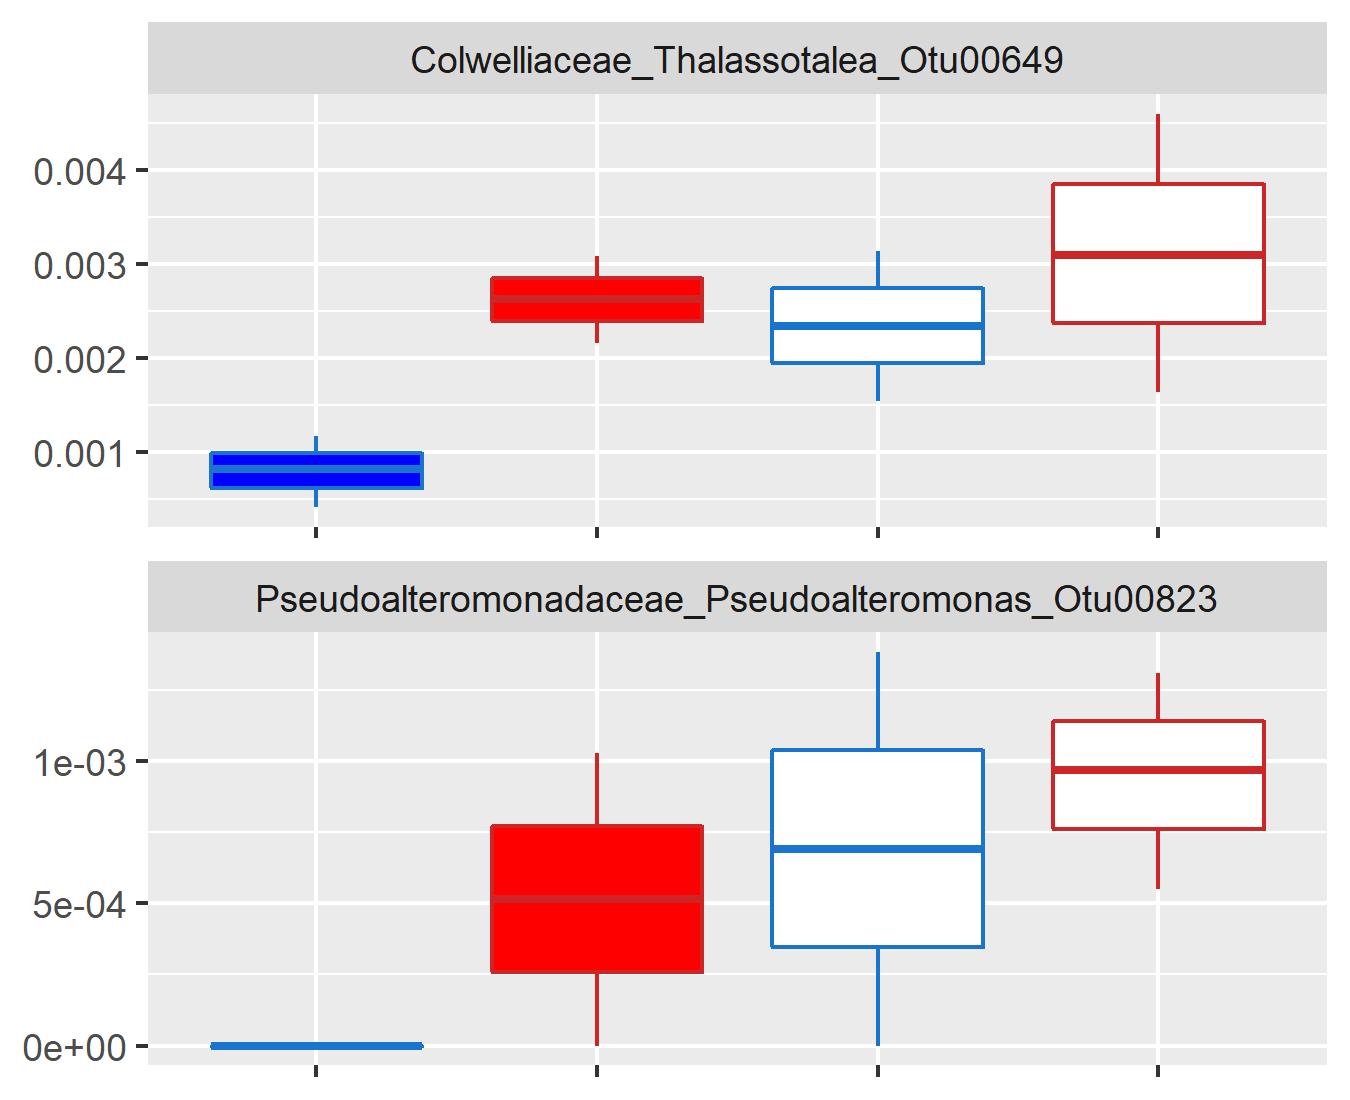 Colwelliaceae_Thalassotalea_Otu00649
0.004
0.003
0.002
0.001
Pseudoalteromonadaceae_Pseudoalteromonas_Otu00823
1e-03
5e-04
0e+00